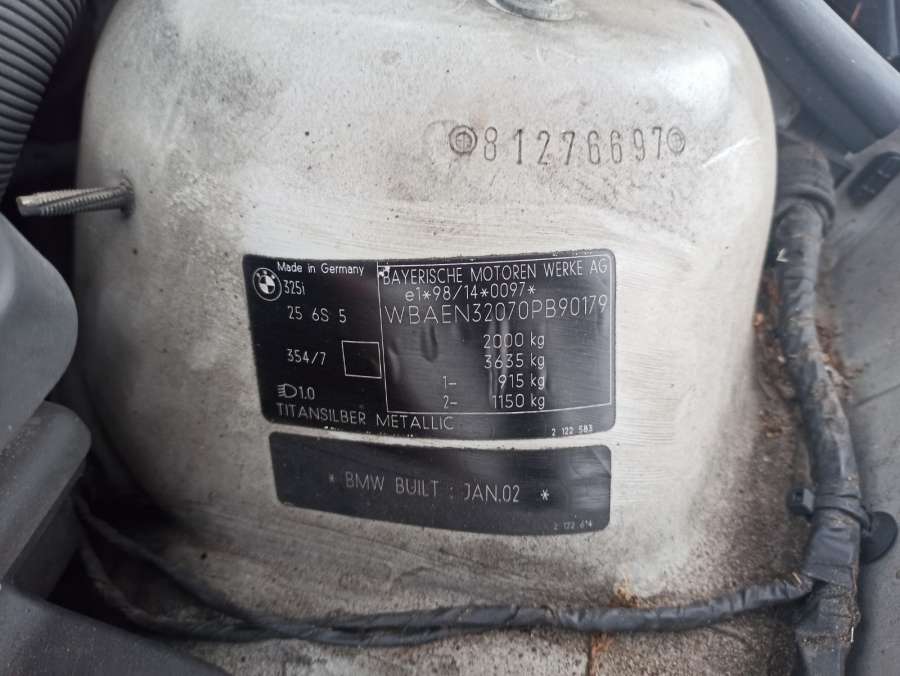 81276697
Made in Germany
325i
25 6S 5
354/7
1.0
TITANSILBER METALLIC
BAYERISCHE MOTOREN WERKE AG
e1*98/14*0097*
WBAEN32070PB90179
2000 kg
3635 kg
1- 915 kg
2- 1150 kg
2 122 583
* BMW BUILT : JAN.02 *
2 122 614